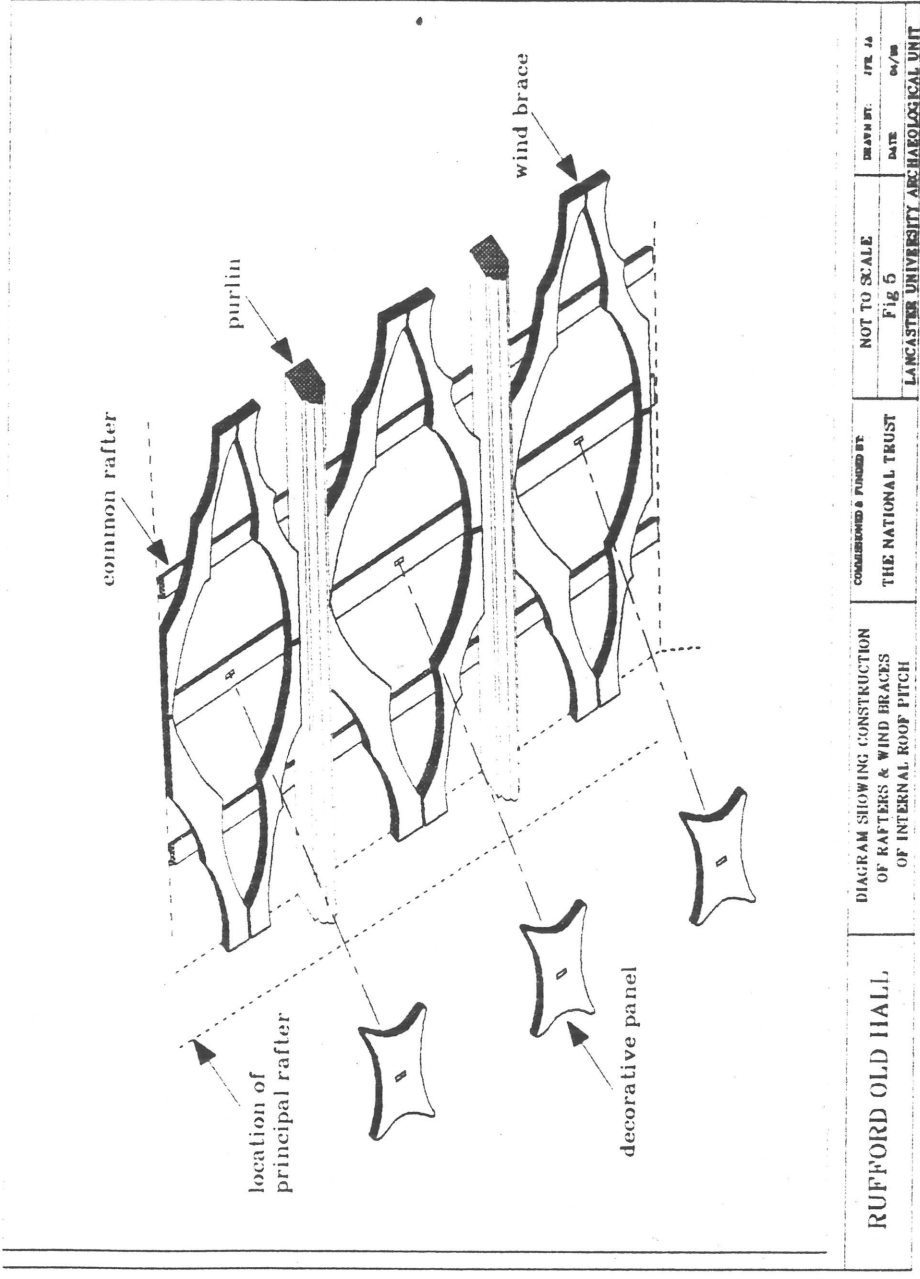 common rafter
purlin
wind brace
location of
principal rafter
decorative panel
RUFFORD OLD HALL
DIAGRAM SHOWING CONSTRUCTION
OF RAFTERS & WIND BRACES
OF INTERNAL ROOF PITCH
COMMISSIONED & FUNDED BY:
THE NATIONAL TRUST
NOT TO SCALE
Fig 5
DRAWN BY:
DATE
LANCASTER UNIVERSITY ARCHAEOLOGICAL UNIT